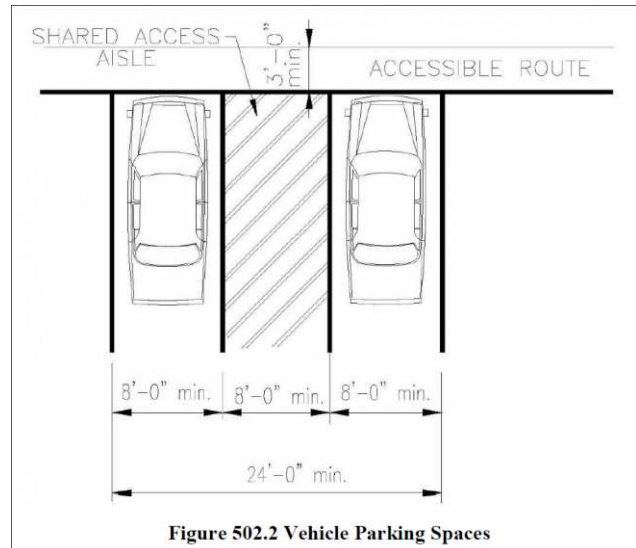 SHARED ACCESS
AISLE
3'-0"
min.
ACCESSIBLE ROUTE
8'-0" min.
8'-0" min.
8'-0" min.
24'-0" min.
Figure 502.2 Vehicle Parking Spaces